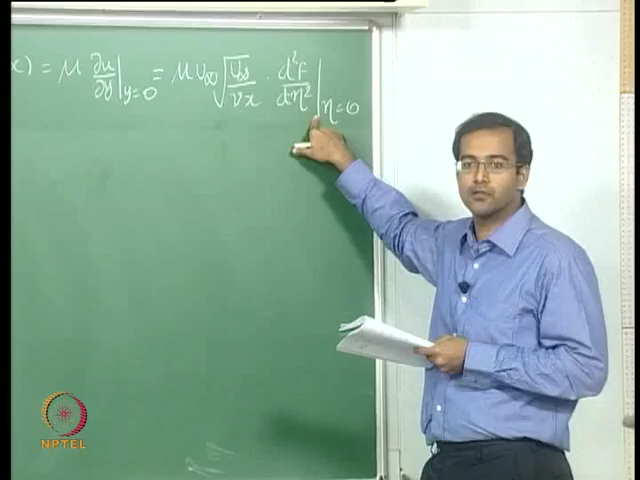 x) = μ ∂u/∂y|y=0 = μ U∞ √(U∞/νx) · d²f/dη²|η=0
NPTEL